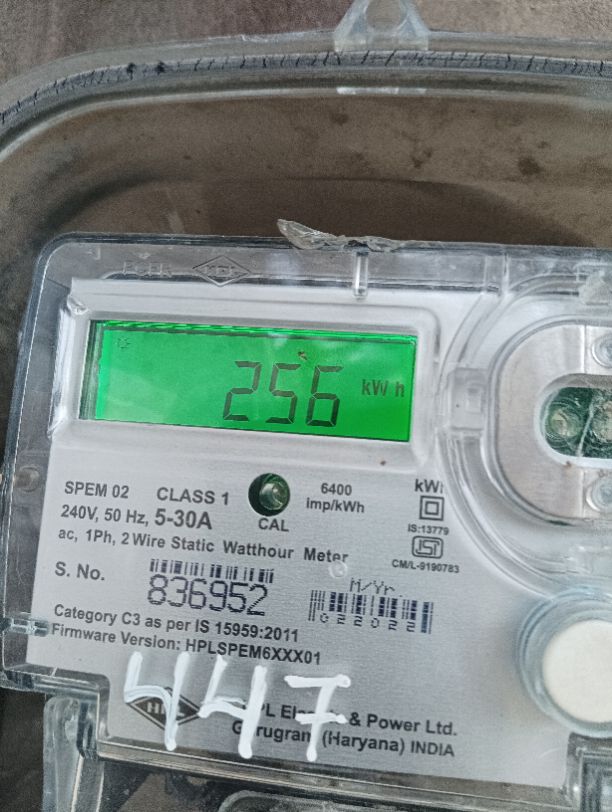 256 kWh
SPEM 02 CLASS 1
6400
imp/kWh
240V, 50 Hz, 5-30A
CAL
IS:13779
ac, 1Ph, 2 Wire Static Watthour Meter
CM/L-9190783
S. No.
836952
M/Yr.
022022
Category C3 as per IS 15959:2011
Firmware Version: HPLSPEM6XXX01
447
& Power Ltd.
(Haryana) INDIA